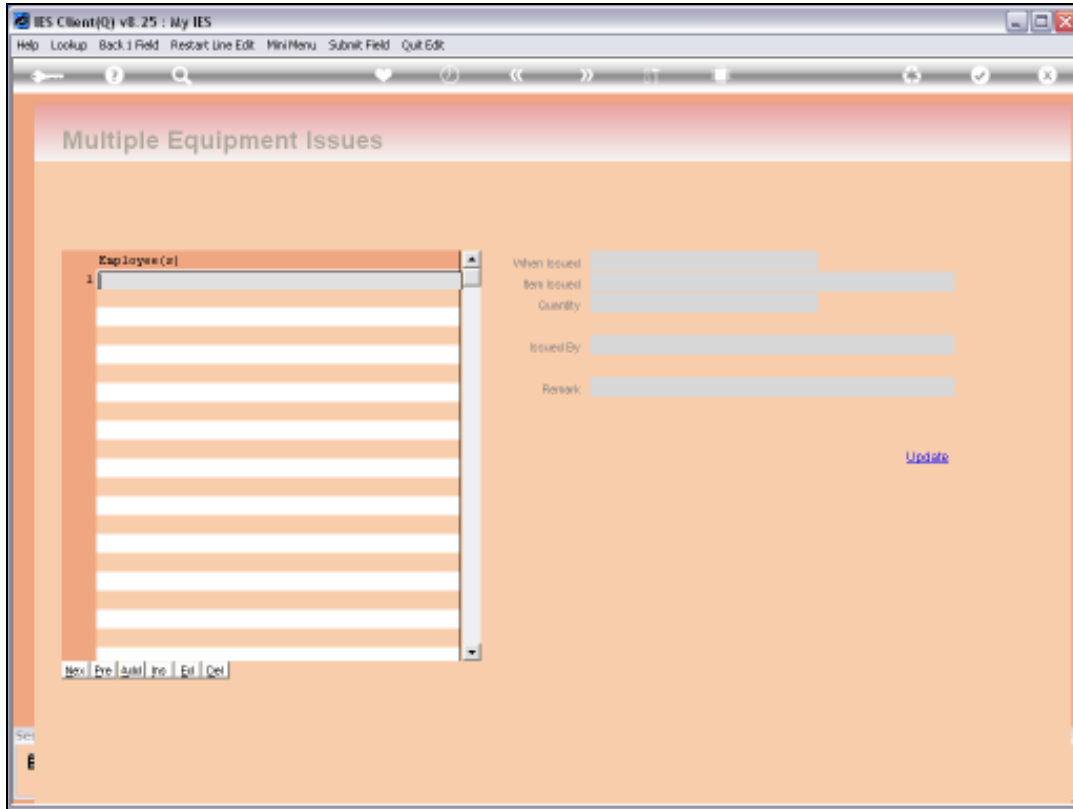 IES Client(Q) v8.25 : My IES
Help Lookup Back 1 Field Restart Line Edit MiniMenu Submit Field Quit Edit
Multiple Equipment Issues
Employee(s)
1
When Issued
Item Issued
Quantity
Issued By
Remark
Update
Nex Pre Add Ins Ed Del
Ser